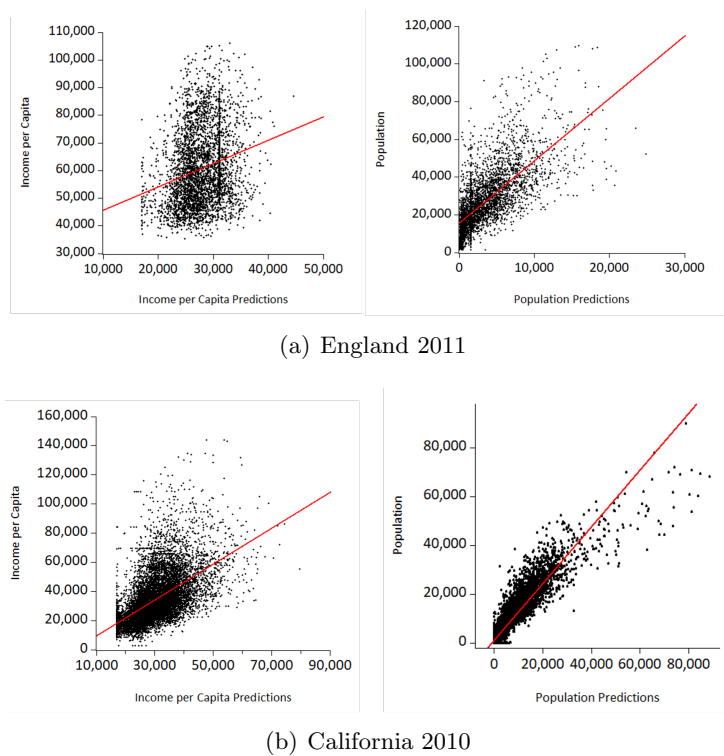 110,000
100,000
90,000
80,000
70,000
60,000
50,000
40,000
30,000
10,000 20,000 30,000 40,000 50,000
Income per Capita
Income per Capita Predictions
120,000
100,000
80,000
60,000
40,000
20,000
0
0 10,000 20,000 30,000
Population
Population Predictions
(a) England 2011
160,000
140,000
120,000
100,000
80,000
60,000
40,000
20,000
0
10,000 30,000 50,000 70,000 90,000
Income per Capita
Income per Capita Predictions
80,000
60,000
40,000
20,000
0
0 20,000 40,000 60,000 80,000
Population
Population Predictions
(b) California 2010